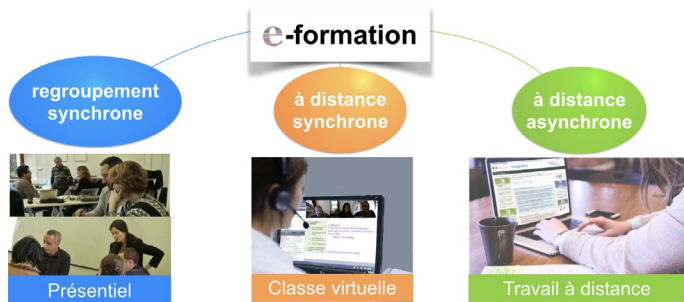 e-formation
regroupement
synchrone
à distance
synchrone
à distance
asynchrone
Présentiel
Classe virtuelle
Travail à distance